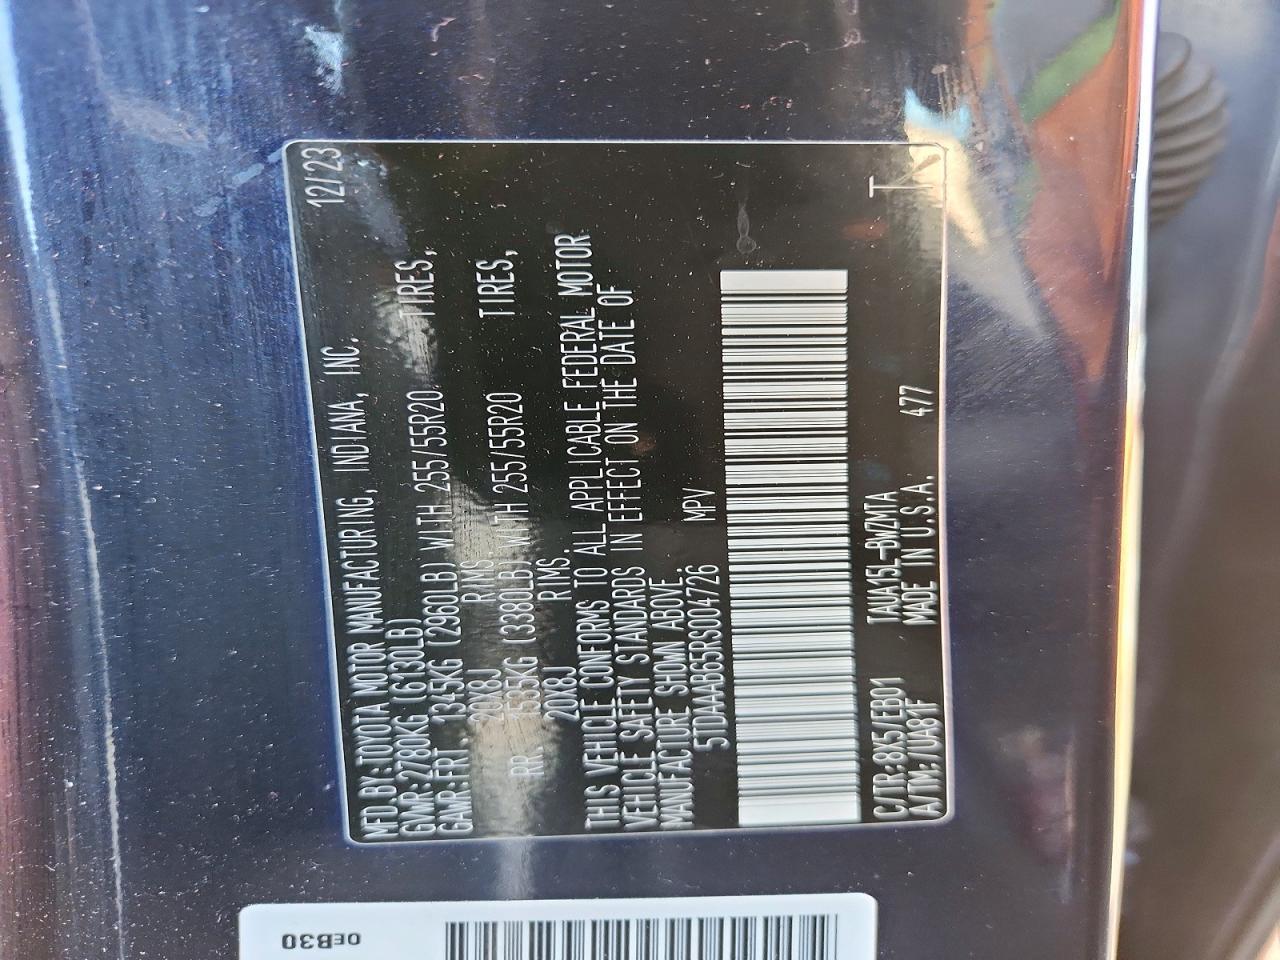 MFD BY:TOYOTA MOTOR MANUFACTURING, INDIANA, INC. 12/23
GVWR:2780KG(6130LB)
GAWR:FRT 1345KG (2960LB) WITH 255/55R20 TIRES,
20X8J RIMS.
RR. 1535KG (3380LB) WITH 255/55R20 TIRES,
20X8J RIMS.
THIS VEHICLE CONFORMS TO ALL APPLICABLE FEDERAL MOTOR
VEHICLE SAFETY STANDARDS IN EFFECT ON THE DATE OF
MANUFACTURE SHOWN ABOVE.
5TDAAAB65RS004726 MPV
C/TR:8X5/EB01 TAVA15L-BWZMTA
A/TM:/UA81F MADE IN U.S.A. 477
0EB30